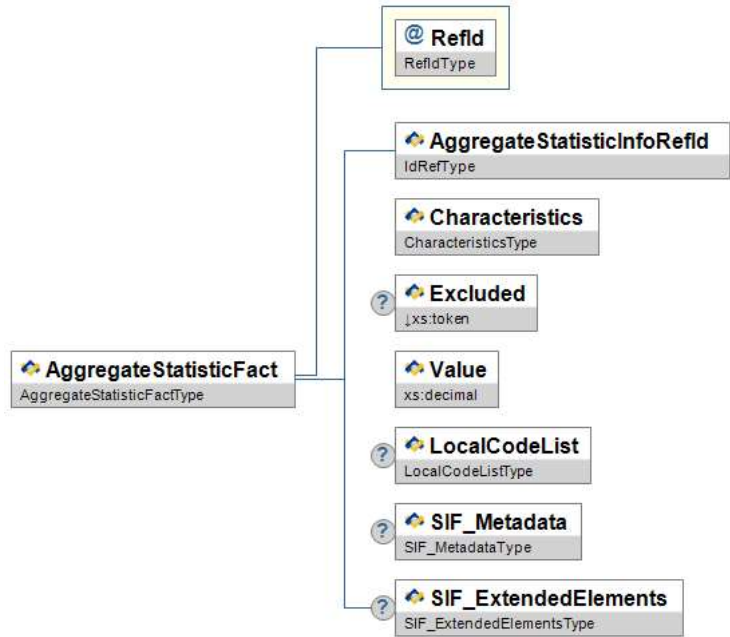 @ RefId
RefIdType
AggregateStatisticInfoRefId
IdRefType
Characteristics
CharacteristicsType
? Excluded
↓xs:token
AggregateStatisticFact
AggregateStatisticFactType
Value
xs:decimal
? LocalCodeList
LocalCodeListType
? SIF_Metadata
SIF_MetadataType
? SIF_ExtendedElements
SIF_ExtendedElementsType